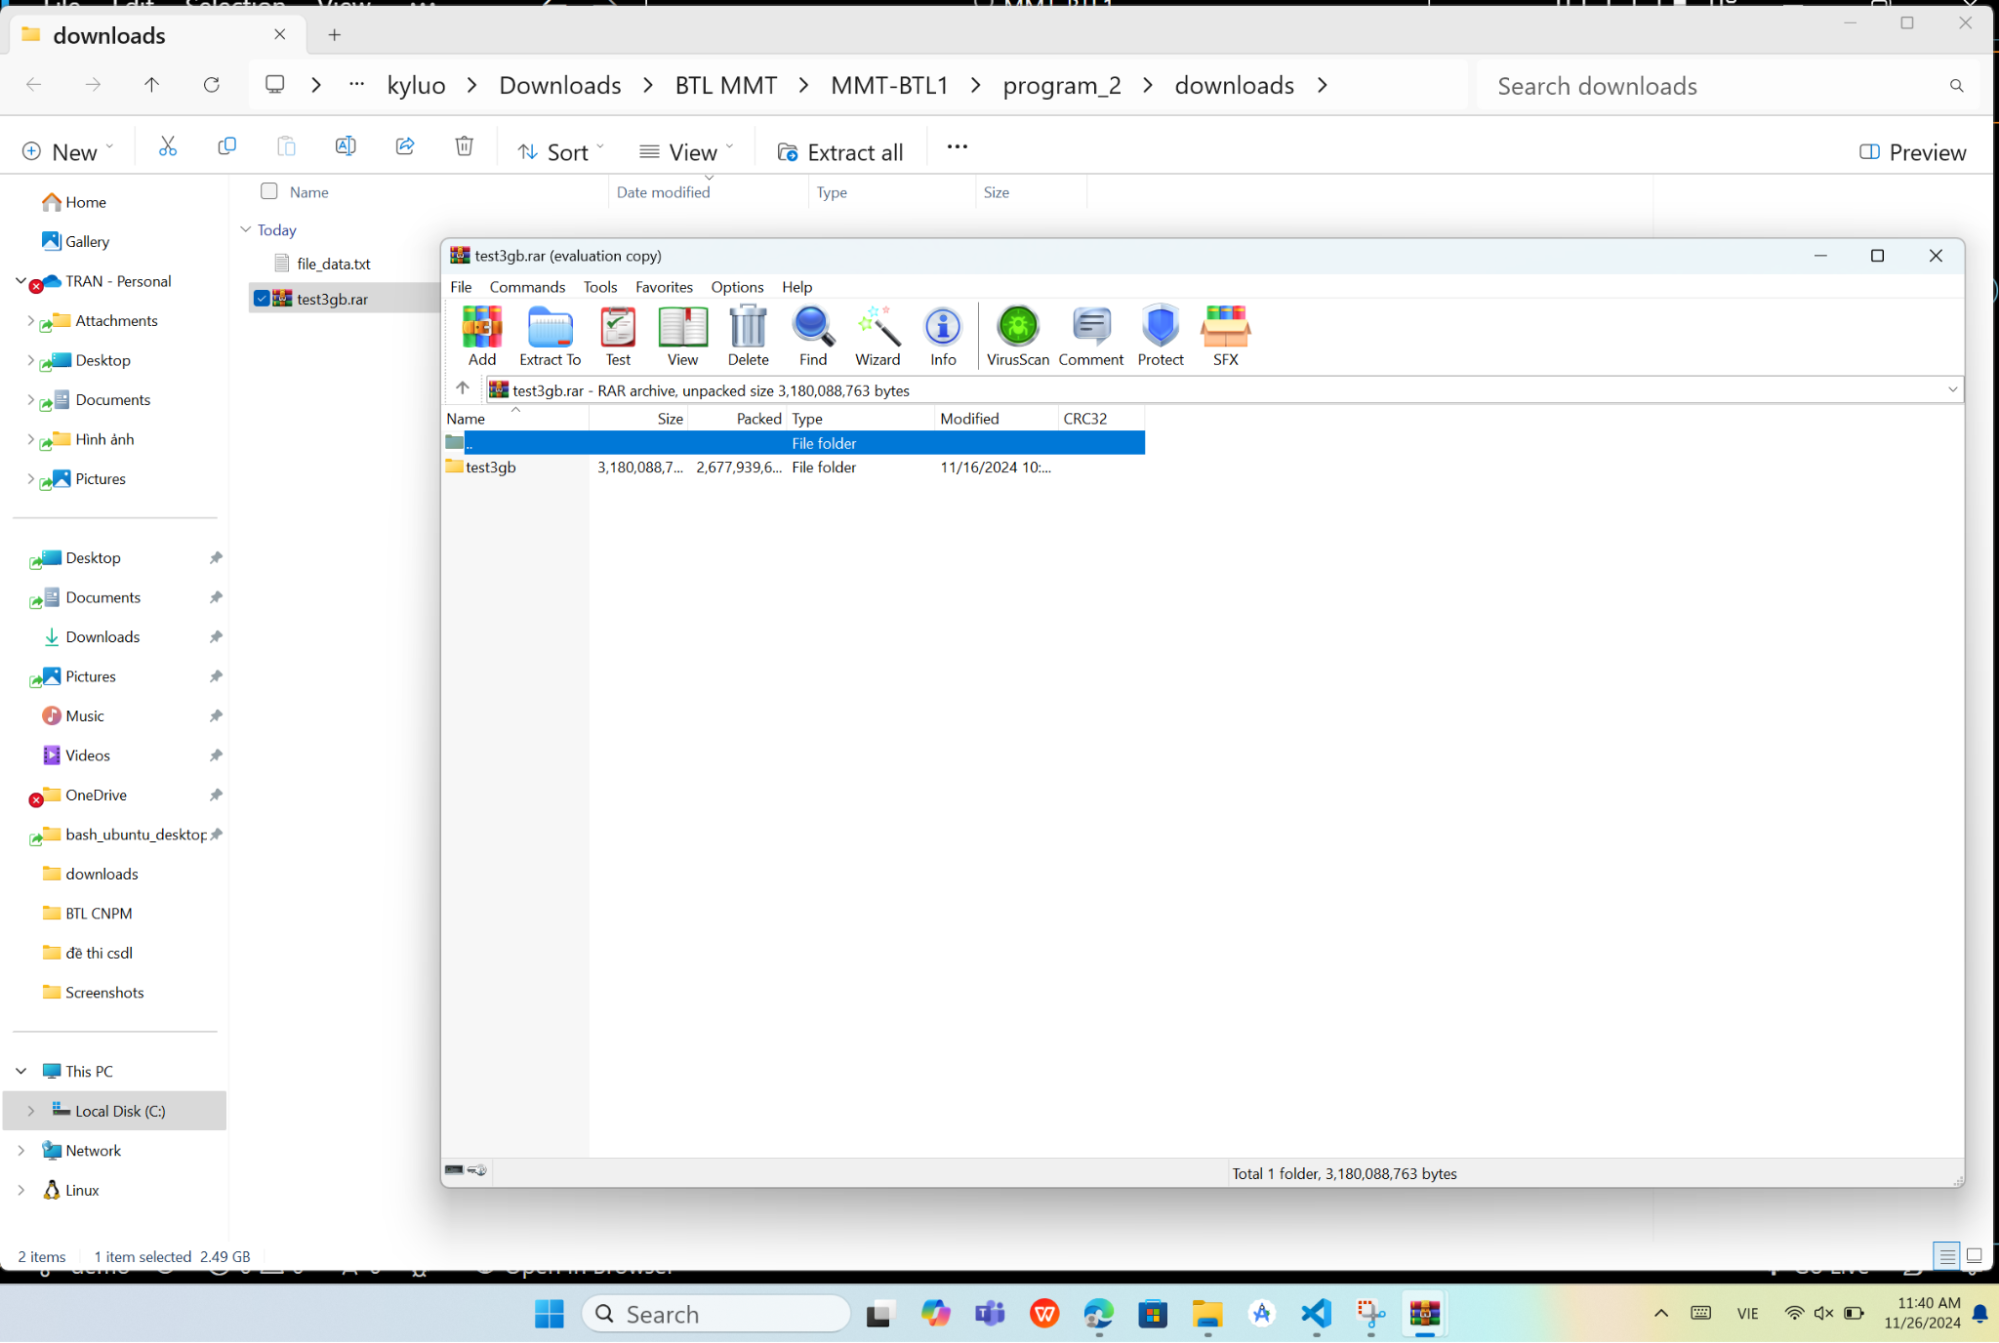 downloads
kyluo
Downloads
BTL MMT
MMT-BTL1
program_2
downloads
Search downloads
New
Sort
View
Extract all
Preview
Name
Date modified
Type
Size
Today
file_data.txt
test3gb.rar
Home
Gallery
TRAN - Personal
Attachments
Desktop
Documents
Hình ảnh
Pictures
Desktop
Documents
Downloads
Pictures
Music
Videos
OneDrive
bash_ubuntu_desktop
downloads
BTL CNPM
đề thi csdl
Screenshots
This PC
Local Disk (C:)
Network
Linux
2 items 1 item selected 2.49 GB
test3gb.rar (evaluation copy)
File Commands Tools Favorites Options Help
Add Extract To Test View Delete Find Wizard Info VirusScan Comment Protect SFX
test3gb.rar - RAR archive, unpacked size 3,180,088,763 bytes
Name Size Packed Type Modified CRC32
.. File folder
test3gb 3,180,088,7... 2,677,939,6... File folder 11/16/2024 10:...
Total 1 folder, 3,180,088,763 bytes
Search
VIE
11:40 AM
11/26/2024